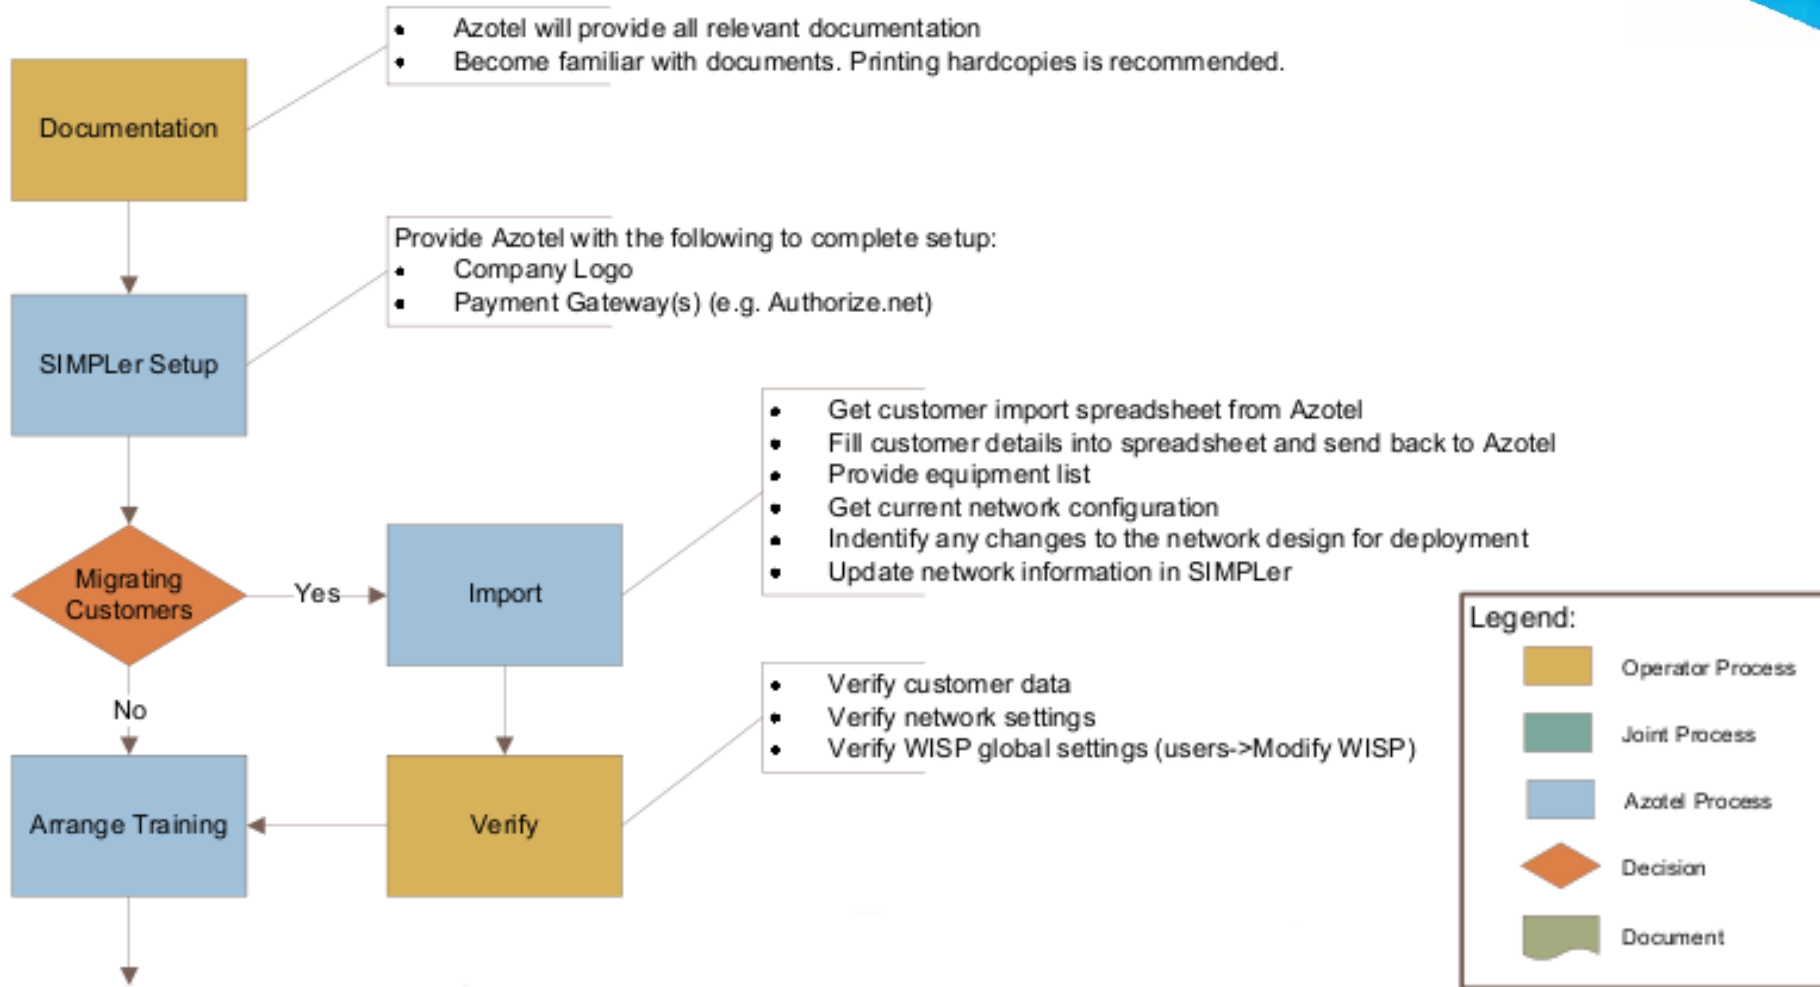 • Azotel will provide all relevant documentation
• Become familiar with documents. Printing hardcopies is recommended.
Documentation
Provide Azotel with the following to complete setup:
• Company Logo
• Payment Gateway(s) (e.g. Authorize.net)
SIMPLer Setup
• Get customer import spreadsheet from Azotel
• Fill customer details into spreadsheet and send back to Azotel
• Provide equipment list
• Get current network configuration
• Indentify any changes to the network design for deployment
• Update network information in SIMPLer
Migrating
Customers
Yes
Import
No
• Verify customer data
• Verify network settings
• Verify WISP global settings (users->Modify WISP)
Arrange Training
Verify
Legend:
Operator Process
Joint Process
Azotel Process
Decision
Document